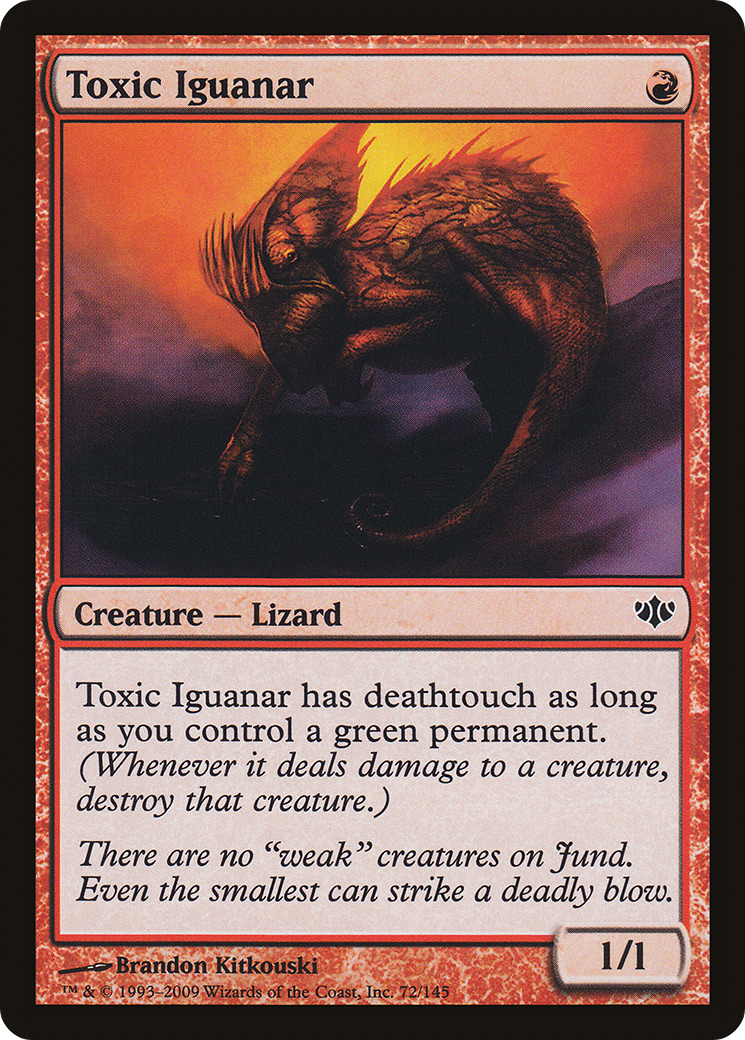 Toxic Iguanar
Creature — Lizard
Toxic Iguanar has deathtouch as long
as you control a green permanent.
(Whenever it deals damage to a creature,
destroy that creature.)
There are no “weak” creatures on Jund.
Even the smallest can strike a deadly blow.
1/1
Brandon Kitkouski
™ & © 1993–2009 Wizards of the Coast, Inc. 72/145